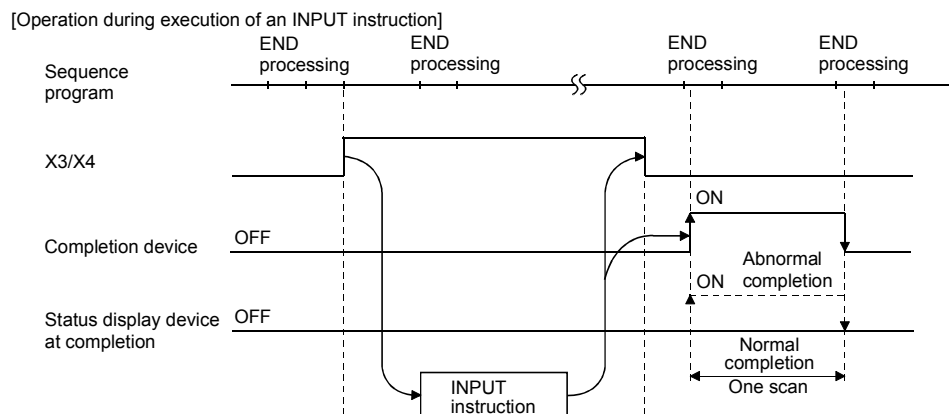 [Operation during execution of an INPUT instruction]
END processing
END processing
END processing
END processing
Sequence program
X3/X4
ON
Completion device
OFF
Abnormal completion
ON
Status display device at completion
OFF
Normal completion
One scan
INPUT instruction